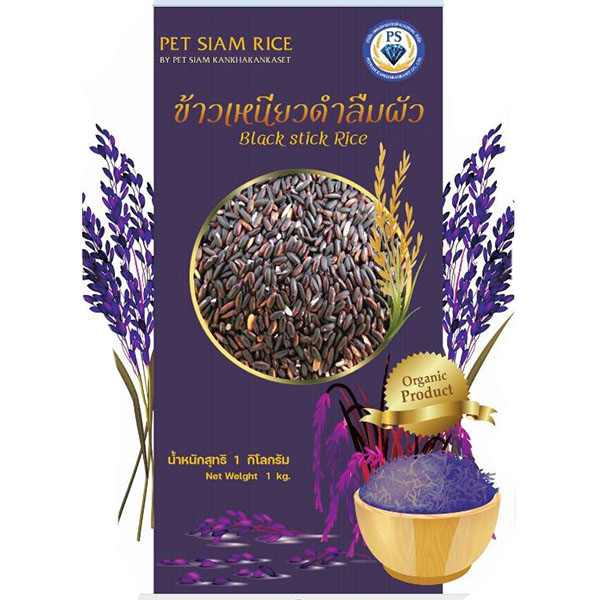 PET SIAM RICE
BY PET SIAM KANKHAKANKASET
PS
ข้าวเหนียวดำลืมผัว
Black stick Rice
Organic
Product
น้ำหนักสุทธิ 1 กิโลกรัม
Net Weight 1 kg.